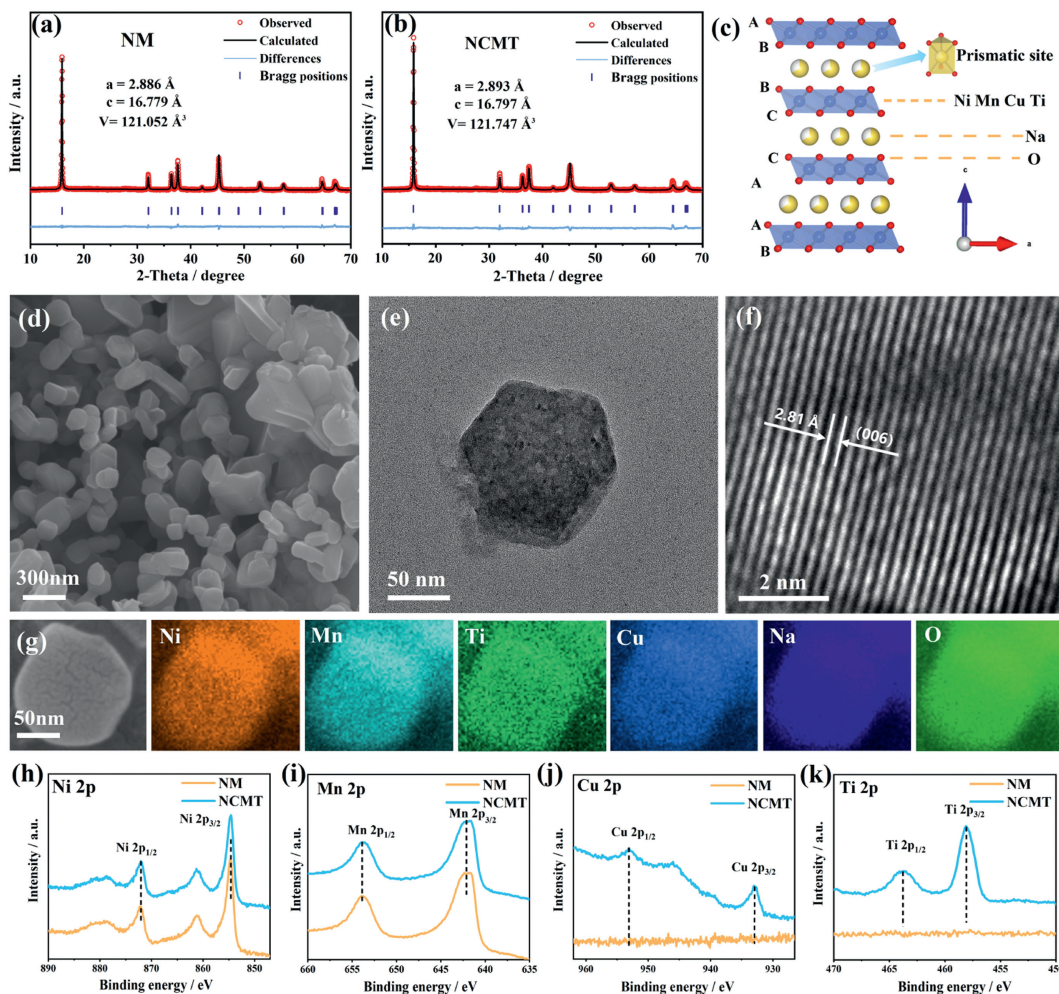 (a)
NM
Observed
Calculated
Differences
Bragg positions
a = 2.886 Å
c = 16.779 Å
V= 121.052 Å³
Intensity / a.u.
10 20 30 40 50 60 70
2-Theta / degree
(b)
NCMT
Observed
Calculated
Differences
Bragg positions
a = 2.893 Å
c = 16.797 Å
V= 121.747 Å³
Intensity / a.u.
10 20 30 40 50 60 70
2-Theta / degree
(c)
A
B
B
C
C
A
A
B
Prismatic site
Ni Mn Cu Ti
Na
O
c
a
(d)
300nm
(e)
50 nm
(f)
2.81 Å
(006)
2 nm
(g)
50nm
Ni
Mn
Ti
Cu
Na
O
(h)
Ni 2p
NM
NCMT
Ni 2p3/2
Ni 2p1/2
Intensity / a.u.
890 880 870 860 850
Binding energy / eV
(i)
Mn 2p
NM
NCMT
Mn 2p3/2
Mn 2p1/2
Intensity / a.u.
660 655 650 645 640 635
Binding energy / eV
(j)
Cu 2p
NM
NCMT
Cu 2p1/2
Cu 2p3/2
Intensity / a.u.
960 950 940 930
Binding energy / eV
(k)
Ti 2p
NM
NCMT
Ti 2p3/2
Ti 2p1/2
Intensity / a.u.
470 465 460 455
Binding energy / eV